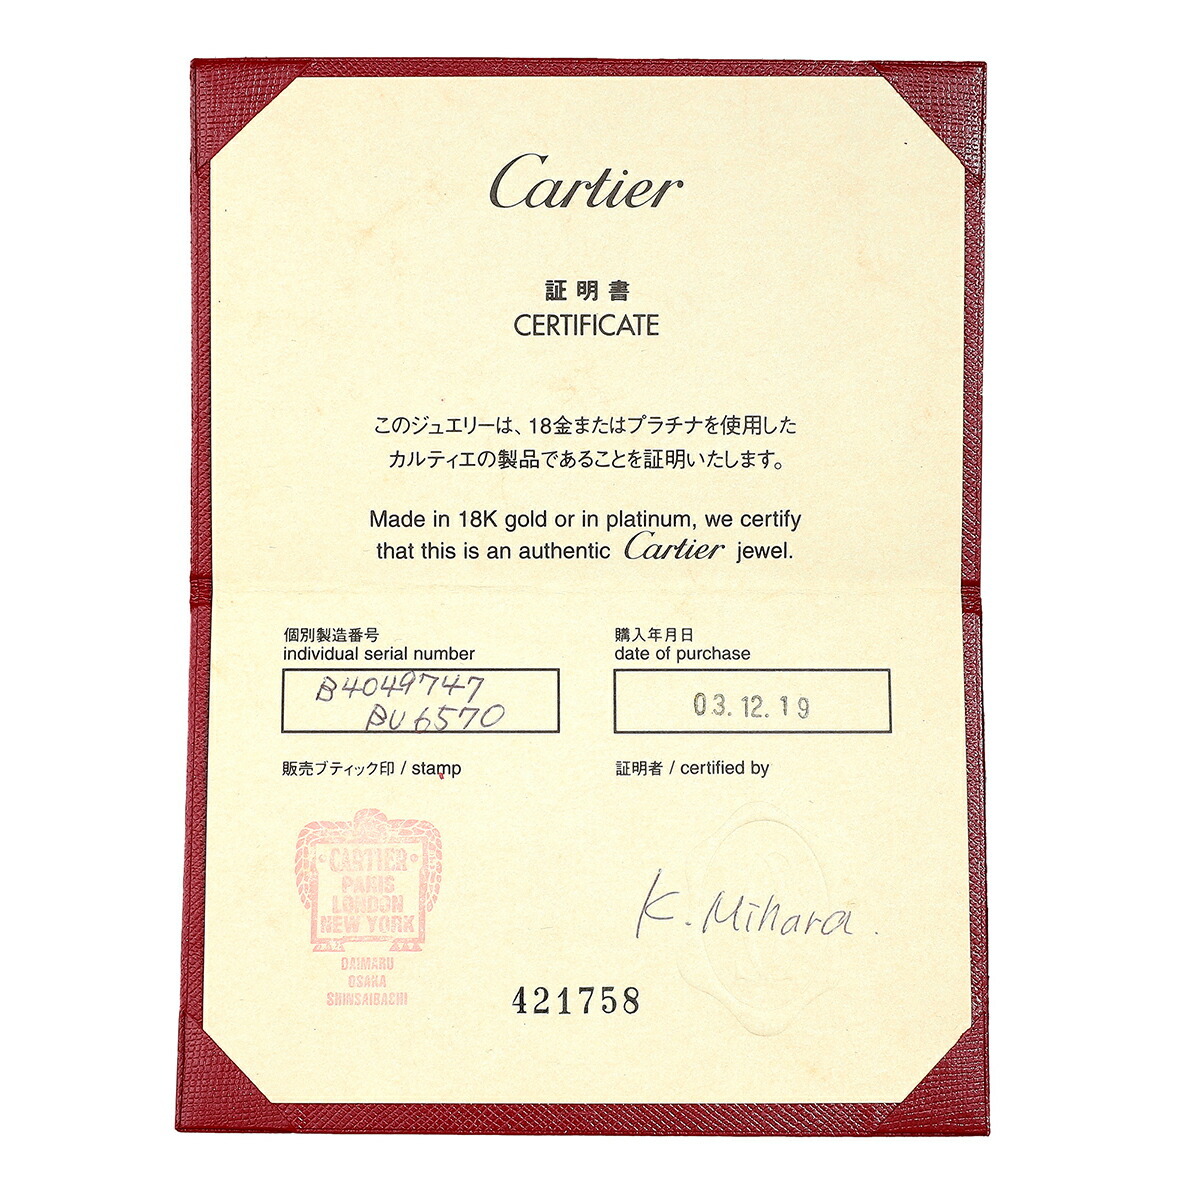 Cartier
証明書
CERTIFICATE
このジュエリーは、18金またはプラチナを使用した
カルティエの製品であることを証明いたします。
Made in 18K gold or in platinum, we certify
that this is an authentic Cartier jewel.
個別製造番号
individual serial number
B4049747
BU6570
購入年月日
date of purchase
03.12.19
販売ブティック印 / stamp
CARTIER
PARIS
LONDON
NEW YORK
DAIMARU
OSAKA
SHINSAIBACHI
証明者 / certified by
K. Mihara.
421758